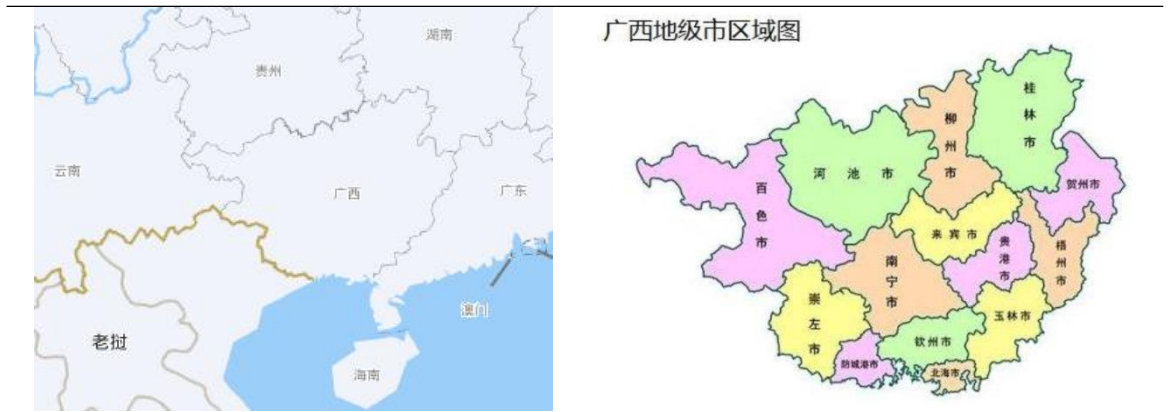 湖南
贵州
云南
广西
广东
澳门
老挝
海南
广西地级市区域图
桂林市
柳州市
河池市
百色市
贺州市
来宾市
贵港市
梧州市
南宁市
崇左市
玉林市
钦州市
防城港市
北海市